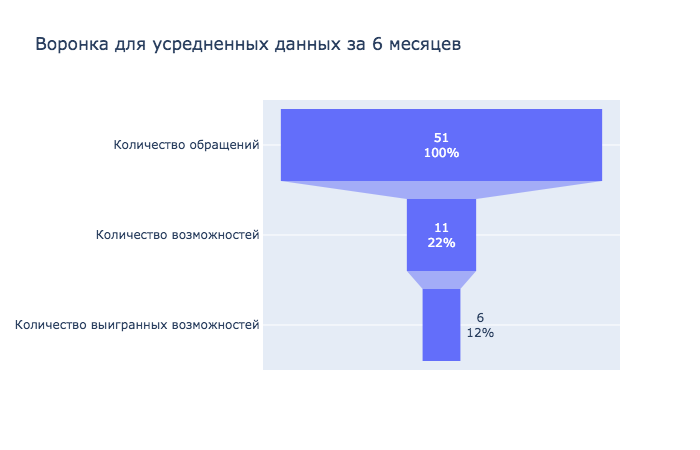 Воронка для усредненных данных за 6 месяцев
Количество обращений
51
100%
Количество возможностей
11
22%
Количество выигранных возможностей
6
12%